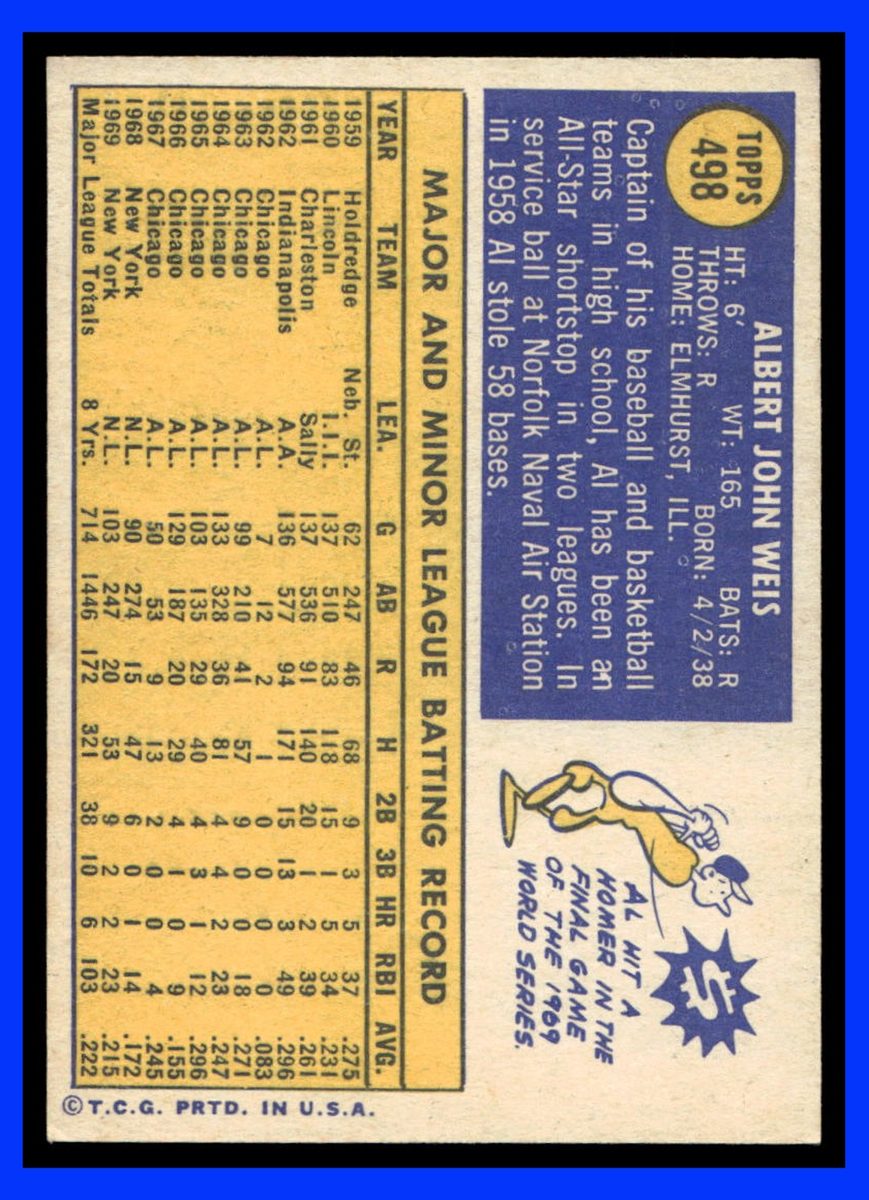 TOPPS
498
ALBERT JOHN WEIS
HT: 6' WT: 165 BATS: R
THROWS: R BORN: 4/2/38
HOME: ELMHURST, ILL.
Captain of his baseball and basketball
teams in high school, Al has been an
All-Star shortstop in two leagues. In
service ball at Norfolk Naval Air Station
in 1958 Al stole 58 bases.
$
AL HIT A
HOMER IN THE
FINAL GAME
OF THE 1969
WORLD SERIES.
MAJOR AND MINOR LEAGUE BATTING RECORD
YEAR TEAM LEA. G AB R H 2B 3B HR RBI AVG.
1959 Holdredge Neb. St. 62 247 46 68 9 3 5 37 .275
1960 Lincoln I.I.I. 137 510 83 118 15 1 5 34 .231
1961 Charleston Sally 137 536 91 140 20 1 2 39 .261
1962 Indianapolis A.A. 136 577 94 171 15 13 3 49 .296
1962 Chicago A.L. 7 12 2 1 0 0 0 0 .083
1963 Chicago A.L. 99 210 41 57 9 0 0 18 .271
1964 Chicago A.L. 133 328 36 81 4 4 2 23 .247
1965 Chicago A.L. 103 135 29 40 4 3 1 12 .296
1966 Chicago A.L. 129 187 20 29 4 1 0 9 .155
1967 Chicago A.L. 50 53 9 13 2 0 0 4 .245
1968 New York N.L. 90 274 15 47 6 0 1 14 .172
1969 New York N.L. 103 247 20 53 9 2 2 23 .215
Major League Totals 8 Yrs. 714 1446 172 321 38 10 6 103 .222
© T.C.G. PRTD. IN U.S.A.